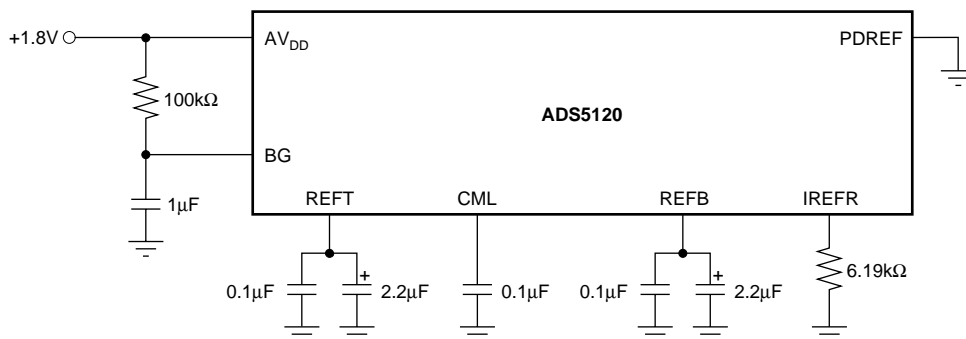 +1.8V
AVDD
PDREF
100kΩ
ADS5120
BG
1µF
REFT
CML
REFB
IREFR
+
+
0.1µF
2.2µF
0.1µF
0.1µF
2.2µF
6.19kΩ